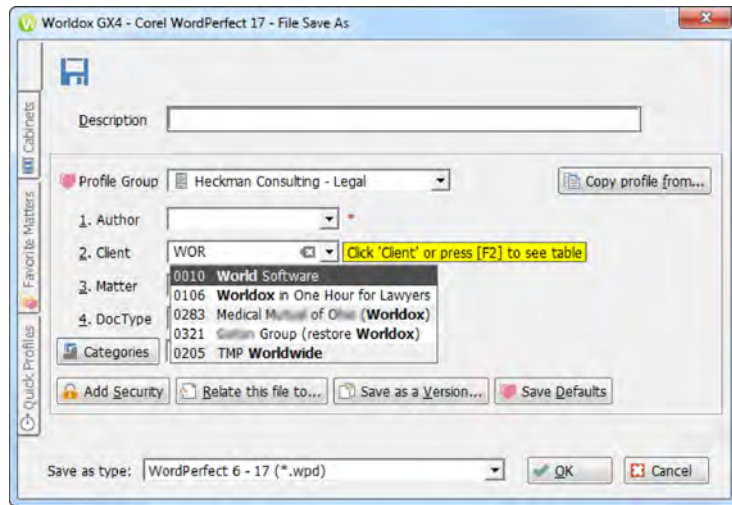 Worldox GX4 - Corel WordPerfect 17 - File Save As
Cabinets
Favorite Matters
Quick Profiles
Description
Profile Group Heckman Consulting - Legal Copy profile from...
1. Author *
2. Client WOR Click 'Client' or press [F2] to see table
3. Matter
4. DocType
0010 World Software
0106 Worldox in One Hour for Lawyers
0283 Medical of (Worldox)
0321 Group (restore Worldox)
0205 TMP Worldwide
Categories
Add Security Relate this file to... Save as a Version... Save Defaults
Save as type: WordPerfect 6 - 17 (*.wpd) OK Cancel